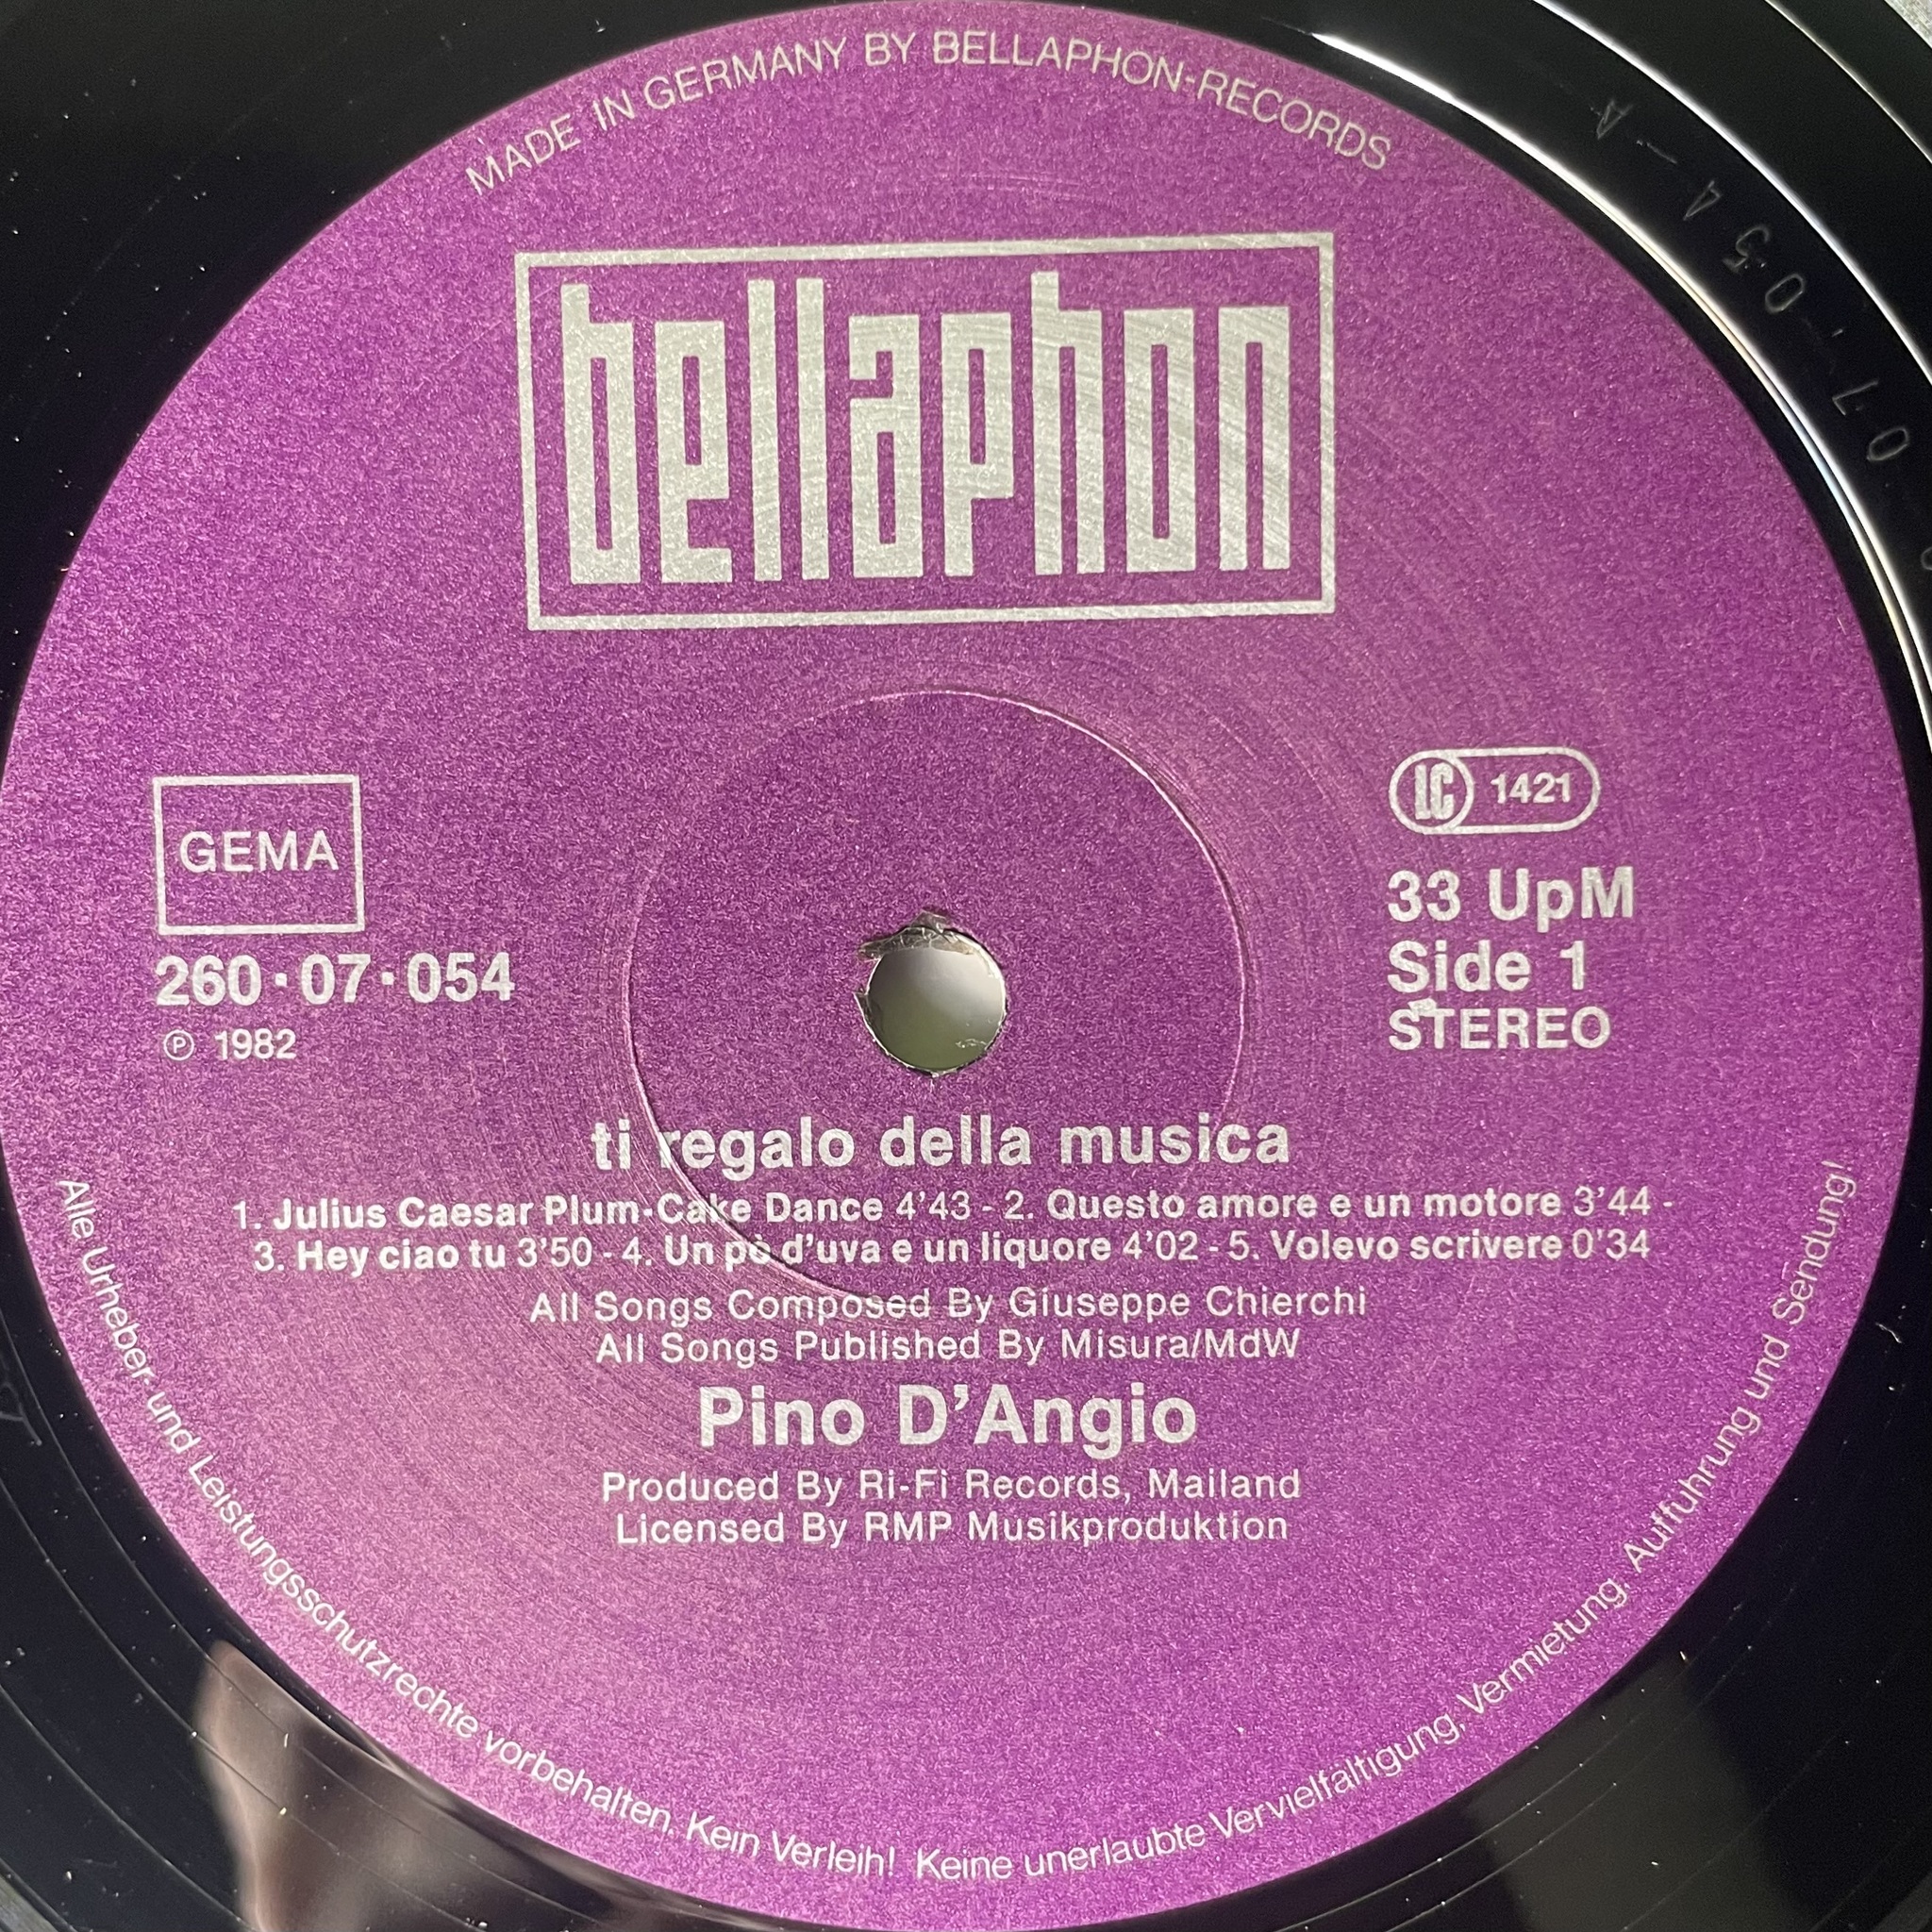 MADE IN GERMANY BY BELLAPHON-RECORDS
bellaphon
GEMA
260·07·054
℗ 1982
LC 1421
33 UpM
Side 1
STEREO
ti regalo della musica
1. Julius Caesar Plum-Cake Dance 4'43 - 2. Questo amore e un motore 3'44 -
3. Hey ciao tu 3'50 - 4. Un pò d'uva e un liquore 4'02 - 5. Volevo scrivere 0'34
All Songs Composed By Giuseppe Chierchi
All Songs Published By Misura/MdW
Pino D'Angio
Produced By Ri-Fi Records, Mailand
Licensed By RMP Musikproduktion
Alle Urheber- und Leistungsschutzrechte vorbehalten. Kein Verleih! Keine unerlaubte Vervielfältigung, Vermietung, Aufführung und Sendung!
07-054-A